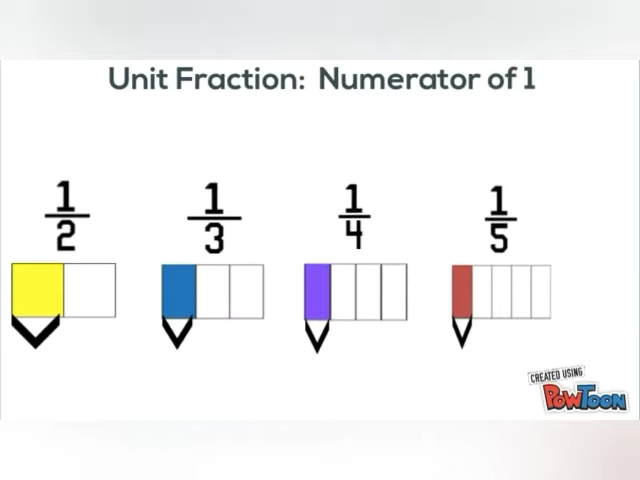 Unit Fraction: Numerator of 1
1 1 1 1
2 3 4 5
CREATED USING
PowToon